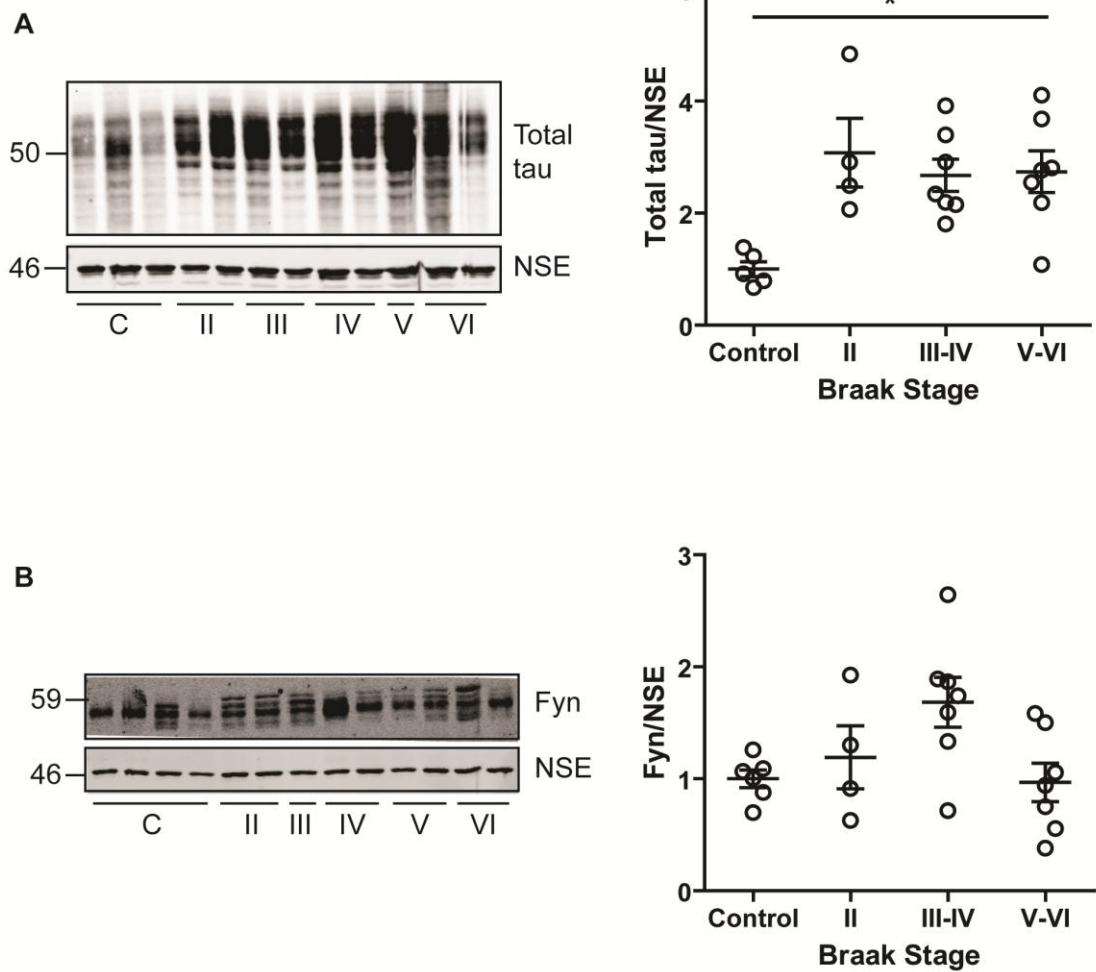 A
50
Total
tau
46
NSE
C II III IV V VI
*
Total tau/NSE
4
2
0
Control II III-IV V-VI
Braak Stage
B
59
Fyn
46
NSE
C II III IV V VI
Fyn/NSE
3
2
1
0
Control II III-IV V-VI
Braak Stage